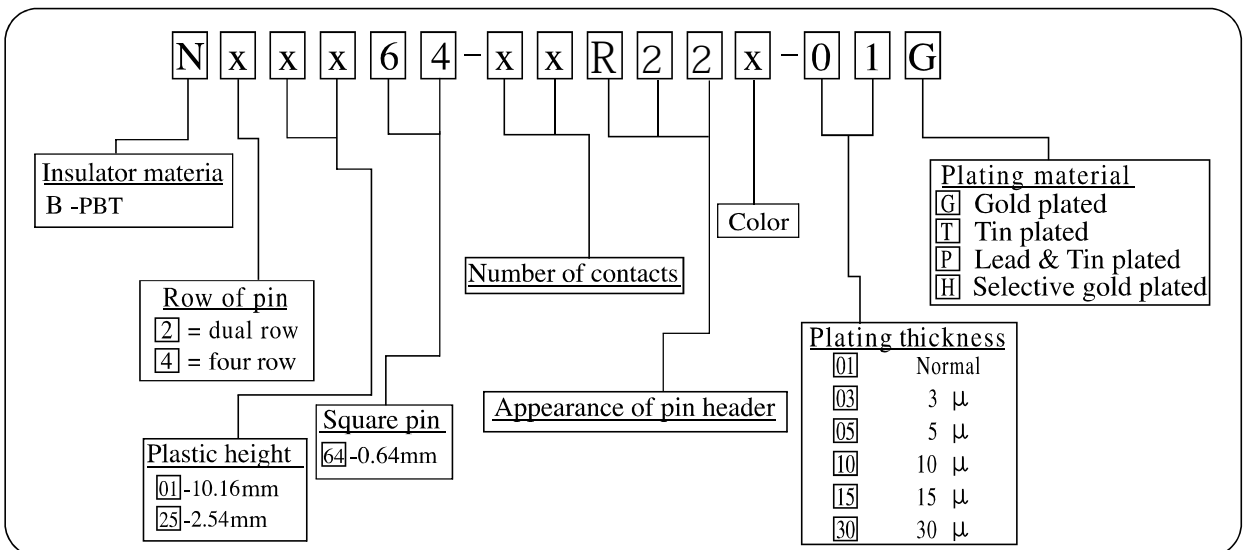 N x x x 6 4 - x x R 2 2 x - 0 1 G
Insulator materia
B -PBT
Row of pin
2 = dual row
4 = four row
Plastic height
01 -10.16mm
25 -2.54mm
Square pin
64 -0.64mm
Number of contacts
Appearance of pin header
Color
Plating thickness
01 Normal
03 3 μ
05 5 μ
10 10 μ
15 15 μ
30 30 μ
Plating material
G Gold plated
T Tin plated
P Lead & Tin plated
H Selective gold plated